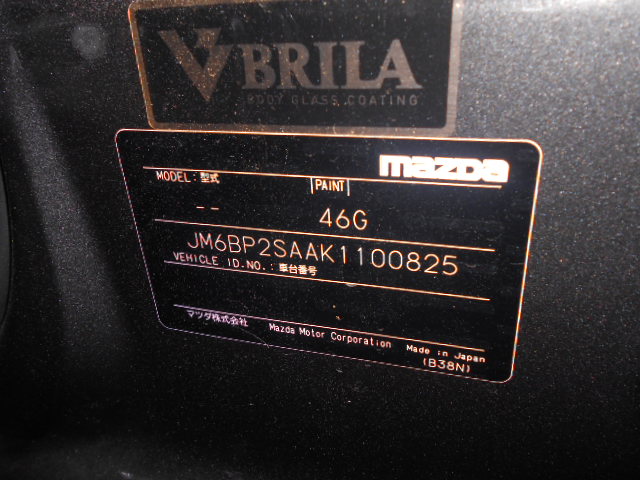 VBRILA
BODY GLASS COATING
mazda
MODEL:型式 PAINT
-- 46G
JM6BP2SAAK1100825
VEHICLE ID.NO.:車台番号
マツダ株式会社 Mazda Motor Corporation Made in Japan
(B38N)